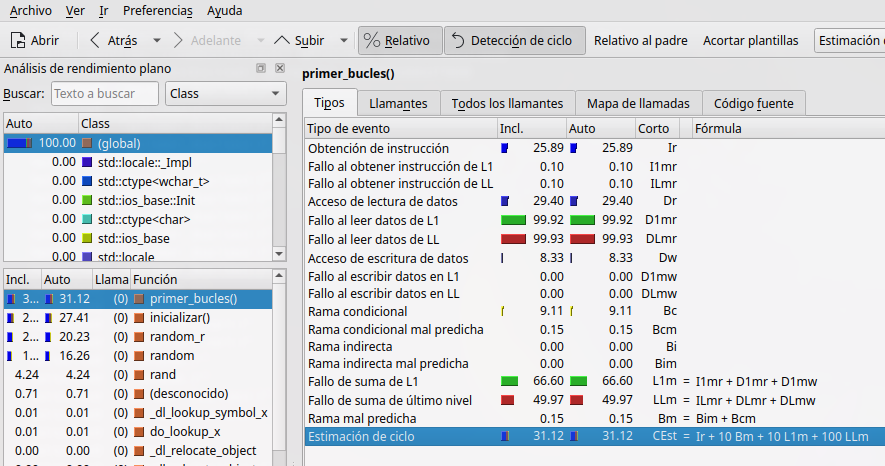 Archivo Ver Ir Preferencias Ayuda
Abrir Atrás Adelante Subir Relativo Detección de ciclo Relativo al padre Acortar plantillas Estimación
Análisis de rendimiento plano
Buscar: Texto a buscar Class
Auto Class
100.00 (global)
0.00 std::locale::_Impl
0.00 std::ctype<wchar_t>
0.00 std::ios_base::Init
0.00 std::ctype<char>
0.00 std::ios_base
0.00 std::locale
Incl. Auto Llama Función
3... 31.12 (0) primer_bucles()
2... 27.41 (0) inicializar()
2... 20.23 (0) random_r
1... 16.26 (0) random
4.24 4.24 (0) rand
0.71 0.71 (0) (desconocido)
0.01 0.01 (0) _dl_lookup_symbol_x
0.01 0.01 (0) do_lookup_x
0.00 0.00 (0) _dl_relocate_object
primer_bucles()
Tipos Llamantes Todos los llamantes Mapa de llamadas Código fuente
Tipo de evento Incl. Auto Corto Fórmula
Obtención de instrucción 25.89 25.89 Ir
Fallo al obtener instrucción de L1 0.10 0.10 I1mr
Fallo al obtener instrucción de LL 0.10 0.10 ILmr
Acceso de lectura de datos 29.40 29.40 Dr
Fallo al leer datos de L1 99.92 99.92 D1mr
Fallo al leer datos de LL 99.93 99.93 DLmr
Acceso de escritura de datos 8.33 8.33 Dw
Fallo al escribir datos en L1 0.00 0.00 D1mw
Fallo al escribir datos en LL 0.00 0.00 DLmw
Rama condicional 9.11 9.11 Bc
Rama condicional mal predicha 0.15 0.15 Bcm
Rama indirecta 0.00 0.00 Bi
Rama indirecta mal predicha 0.00 0.00 Bim
Fallo de suma de L1 66.60 66.60 L1m = I1mr + D1mr + D1mw
Fallo de suma de último nivel 49.97 49.97 LLm = ILmr + DLmr + DLmw
Rama mal predicha 0.15 0.15 Bm = Bim + Bcm
Estimación de ciclo 31.12 31.12 CEst = Ir + 10 Bm + 10 L1m + 100 LLm